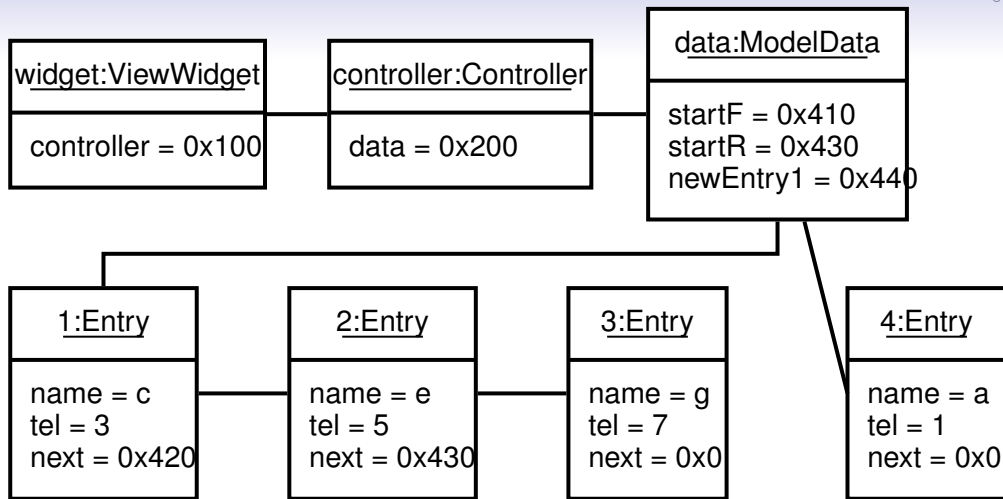 widget:ViewWidget
controller = 0x100
controller:Controller
data = 0x200
data:ModelData
startF = 0x410
startR = 0x430
newEntry1 = 0x440
1:Entry
name = c
tel = 3
next = 0x420
2:Entry
name = e
tel = 5
next = 0x430
3:Entry
name = g
tel = 7
next = 0x0
4:Entry
name = a
tel = 1
next = 0x0